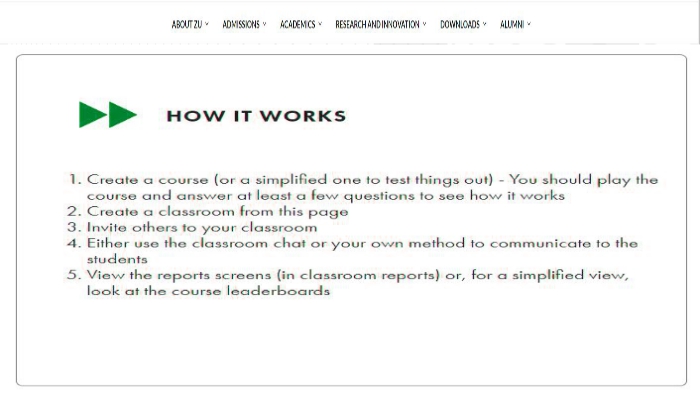 ABOUT ZU ADMISSIONS ACADEMICS RESEARCH AND INNOVATION DOWNLOADS ALUMNI
HOW IT WORKS
1. Create a course (or a simplified one to test things out) - You should play the
course and answer at least a few questions to see how it works
2. Create a classroom from this page
3. Invite others to your classroom
4. Either use the classroom chat or your own method to communicate to the
students
5. View the reports screens (in classroom reports) or, for a simplified view,
look at the course leaderboards